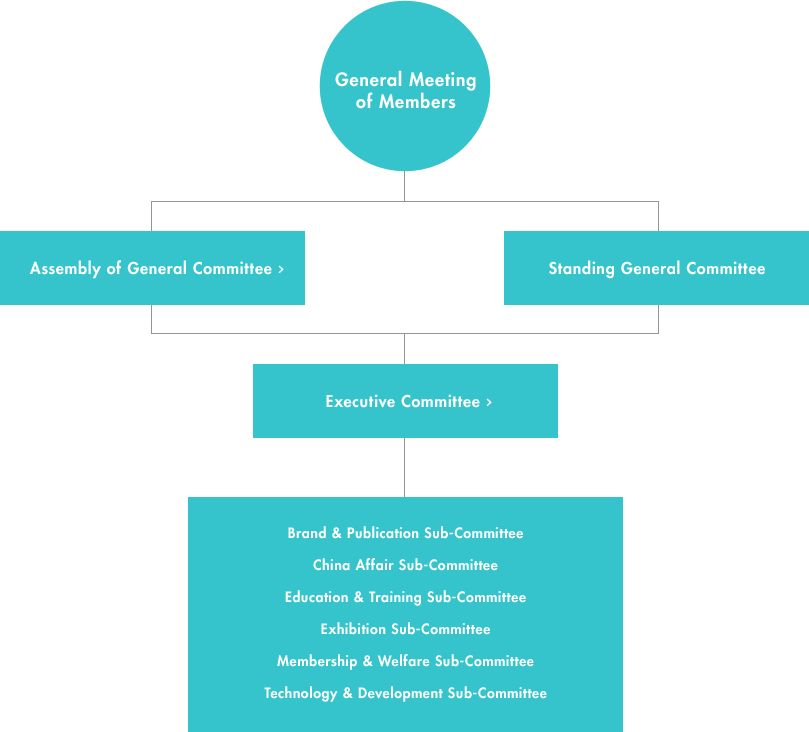 General Meeting
of Members
Assembly of General Committee ›
Standing General Committee
Executive Committee ›
Brand & Publication Sub-Committee
China Affair Sub-Committee
Education & Training Sub-Committee
Exhibition Sub-Committee
Membership & Welfare Sub-Committee
Technology & Development Sub-Committee